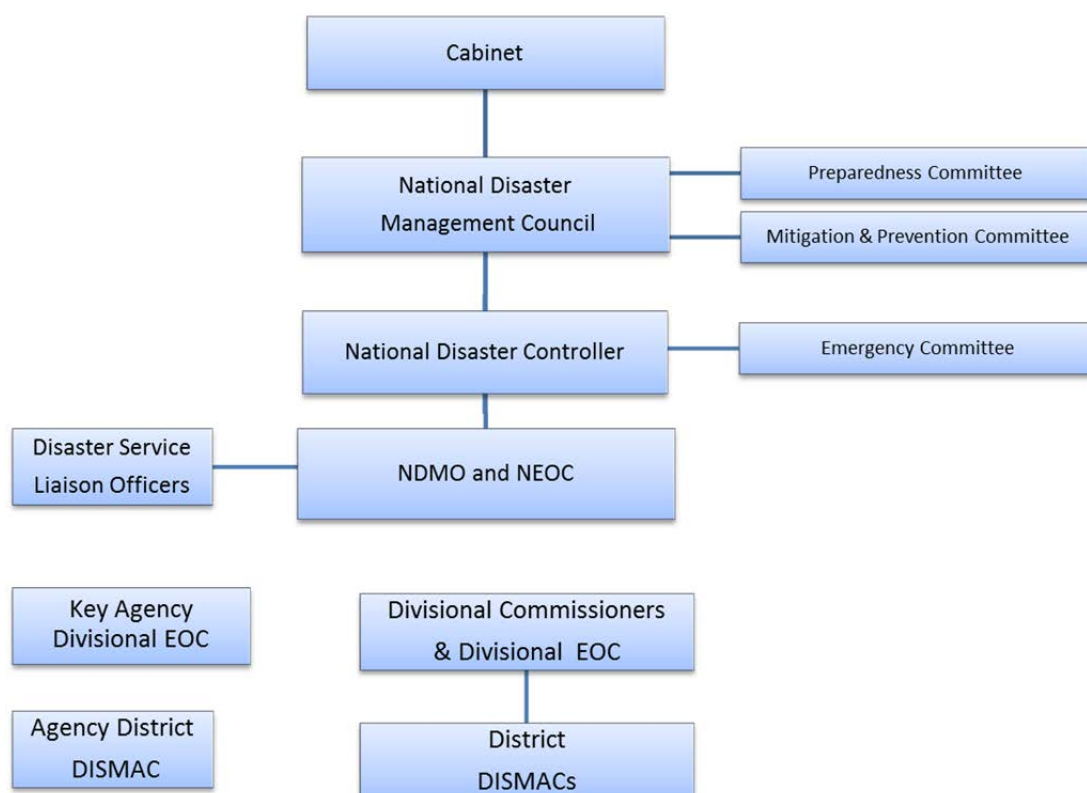 Cabinet
National Disaster
Management Council
Preparedness Committee
Mitigation & Prevention Committee
National Disaster Controller
Emergency Committee
Disaster Service
Liaison Officers
NDMO and NEOC
Key Agency
Divisional EOC
Divisional Commissioners
& Divisional EOC
Agency District
DISMAC
District
DISMACs